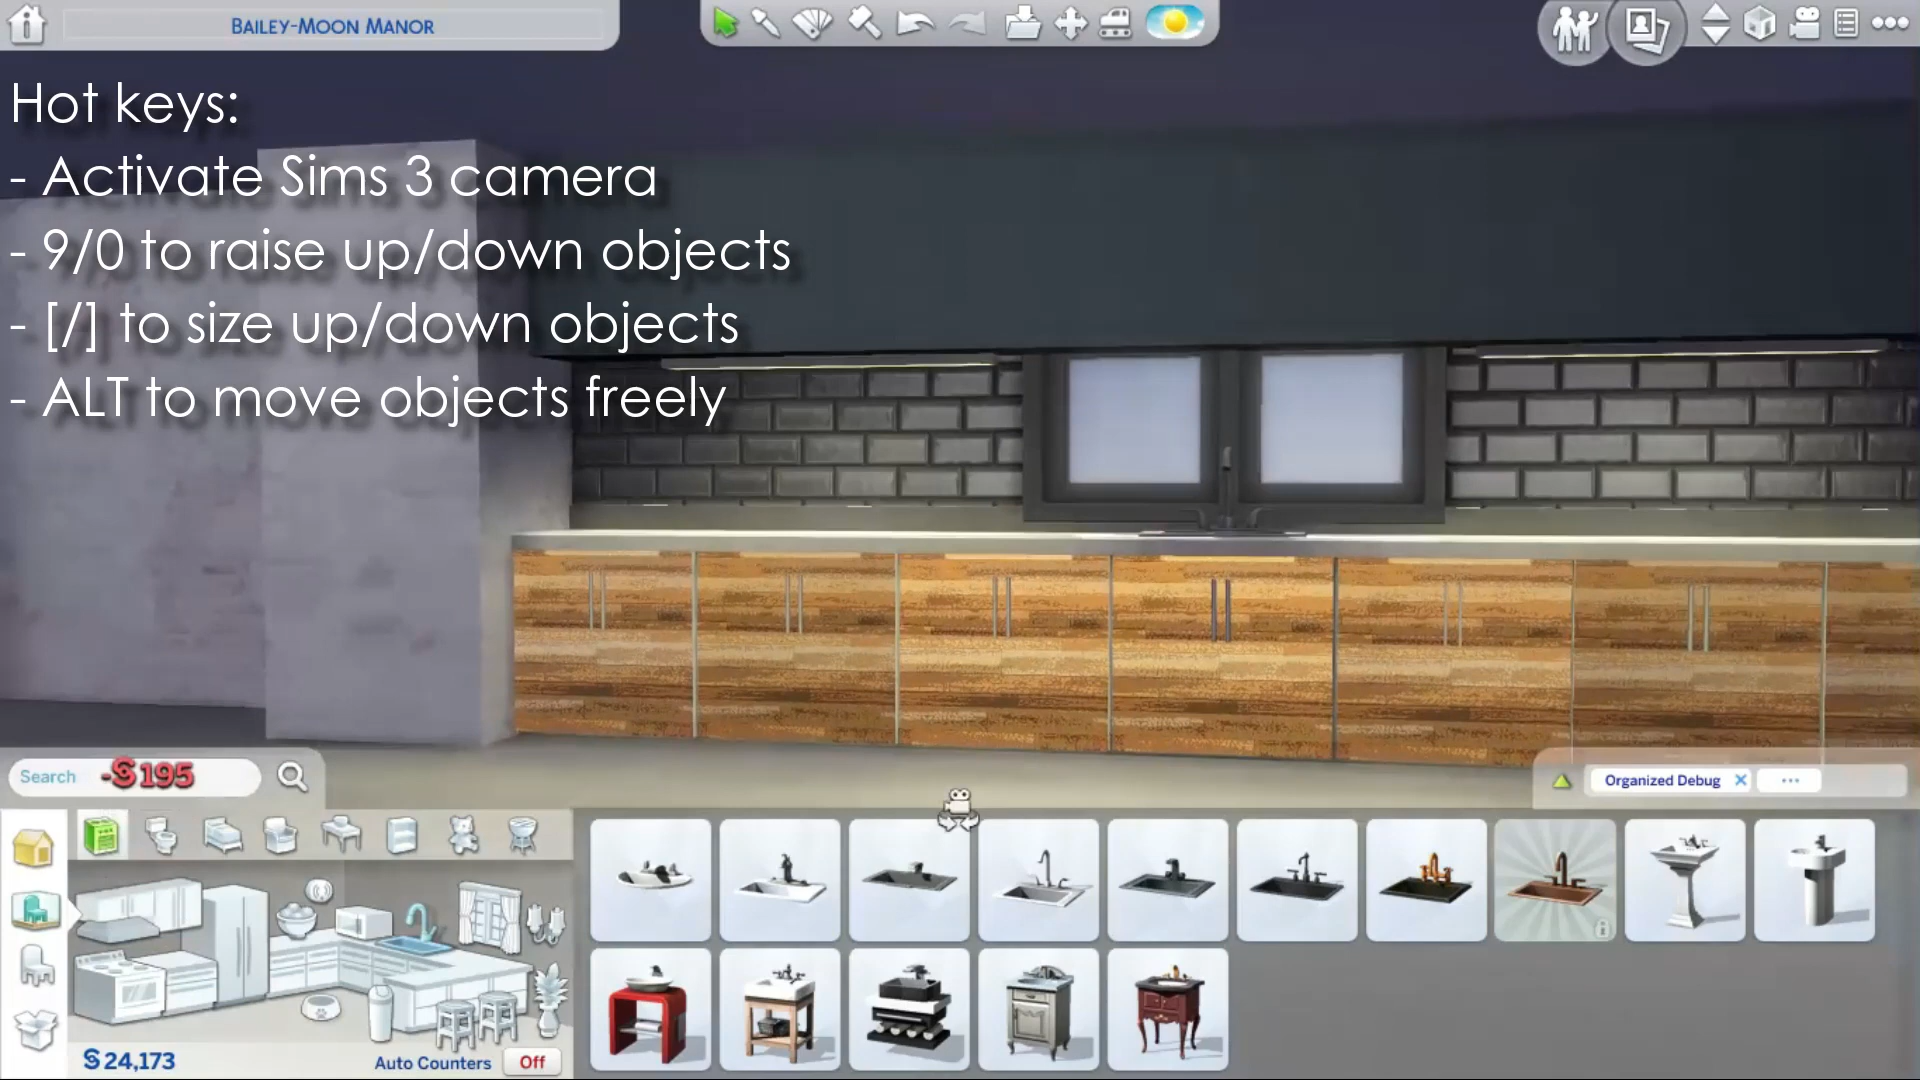 BAILEY-MOON MANOR
Hot keys:
- Activate Sims 3 camera
- 9/0 to raise up/down objects
- [/] to size up/down objects
- ALT to move objects freely
Search -§195
Organized Debug ✕ ...
§24,173 Auto Counters Off